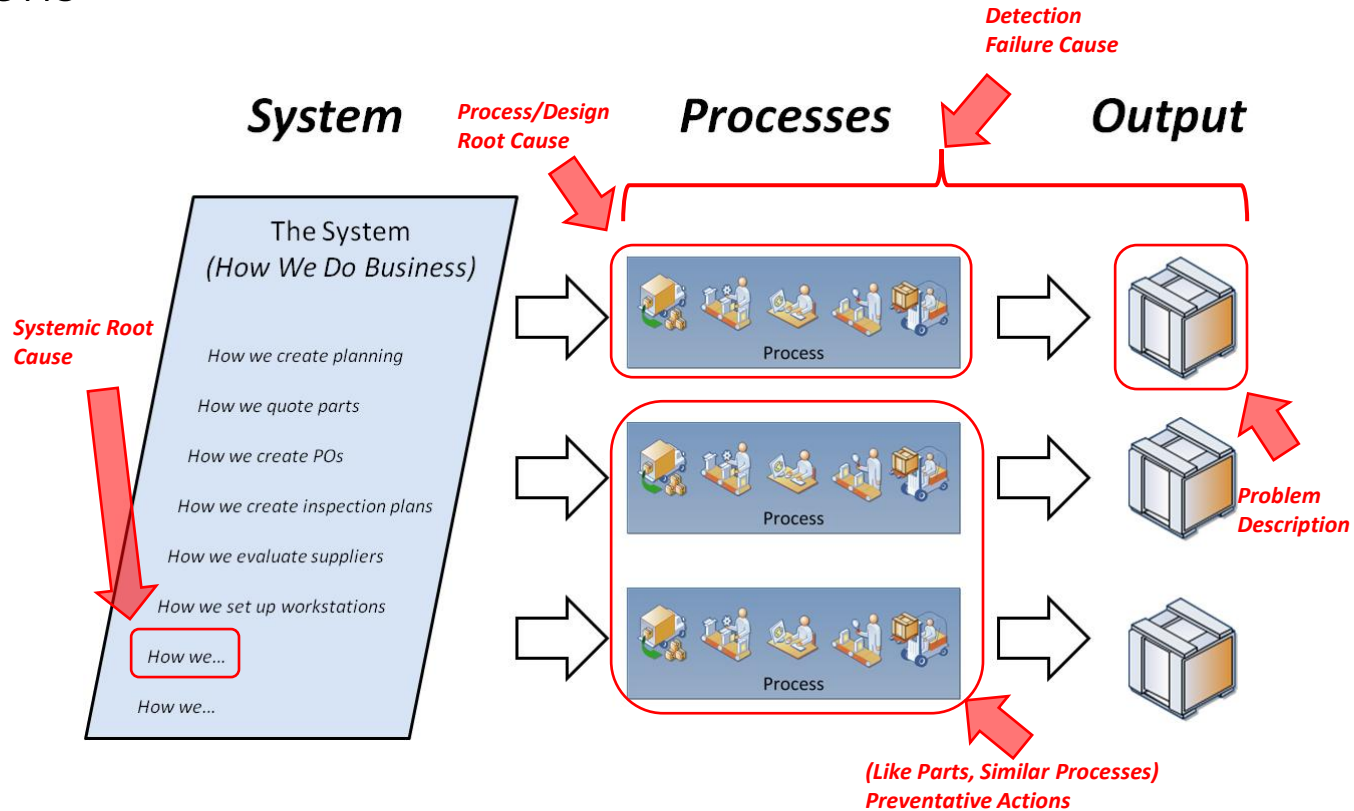 Detection
Failure Cause
System
Process/Design
Root Cause
Processes
Output
The System
(How We Do Business)
Systemic Root
Cause
How we create planning
How we quote parts
How we create POs
How we create inspection plans
How we evaluate suppliers
How we set up workstations
How we...
How we...
Process
Process
Process
Problem
Description
(Like Parts, Similar Processes)
Preventative Actions